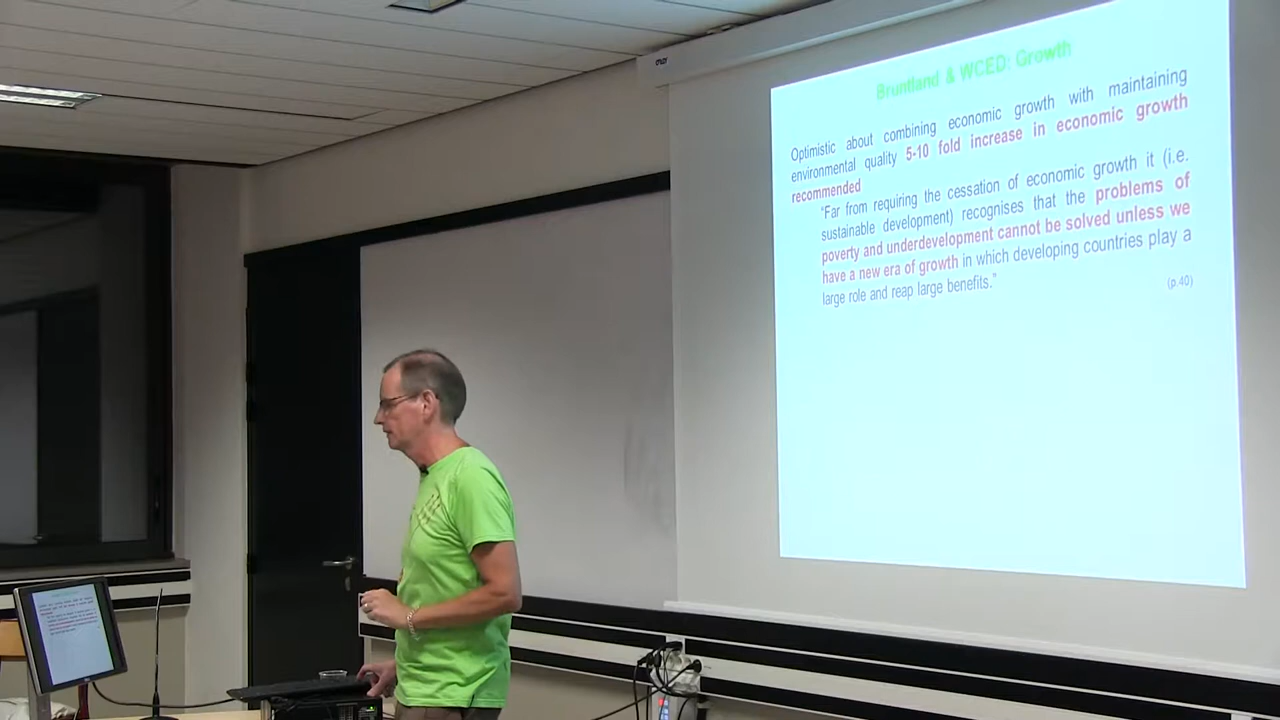 Bruntland & WCED: Growth
Optimistic about combining economic growth with maintaining
environmental quality 5-10 fold increase in economic growth
recommended
“Far from requiring the cessation of economic growth it (i.e.
sustainable development) recognises that the problems of
poverty and underdevelopment cannot be solved unless we
have a new era of growth in which developing countries play a
large role and reap large benefits.”
(p.40)